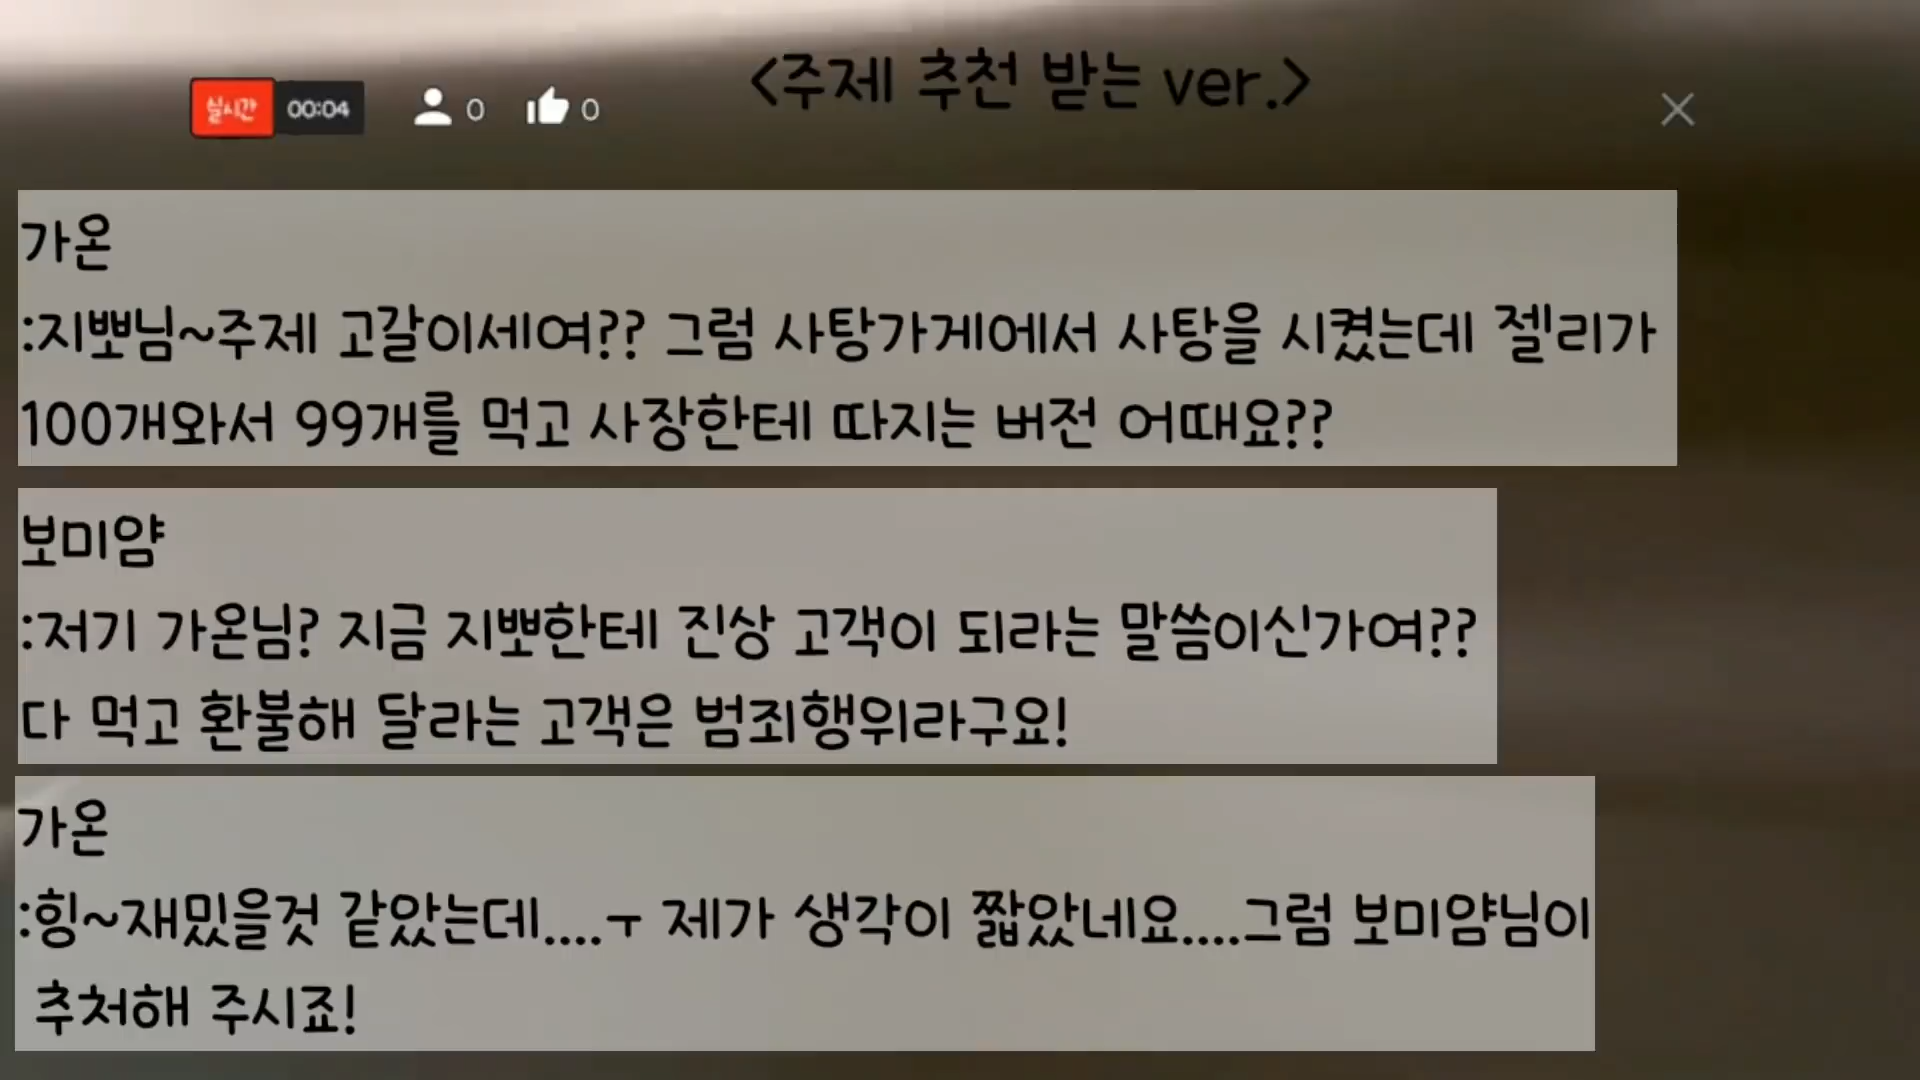 <주제 추천 받는 ver.>
실시간 00:04 0 0
가온
:지뽀님~주제 고갈이세여?? 그럼 사탕가게에서 사탕을 시켰는데 젤리가
100개와서 99개를 먹고 사장한테 따지는 버전 어때요??
보미얌
:저기 가온님? 지금 지뽀한테 진상 고객이 되라는 말씀이신가여??
다 먹고 환불해 달라는 고객은 범죄행위라구요!
가온
:힝~재밌을것 같았는데....ㅜ 제가 생각이 짧았네요....그럼 보미얌님이
추처해 주시죠!